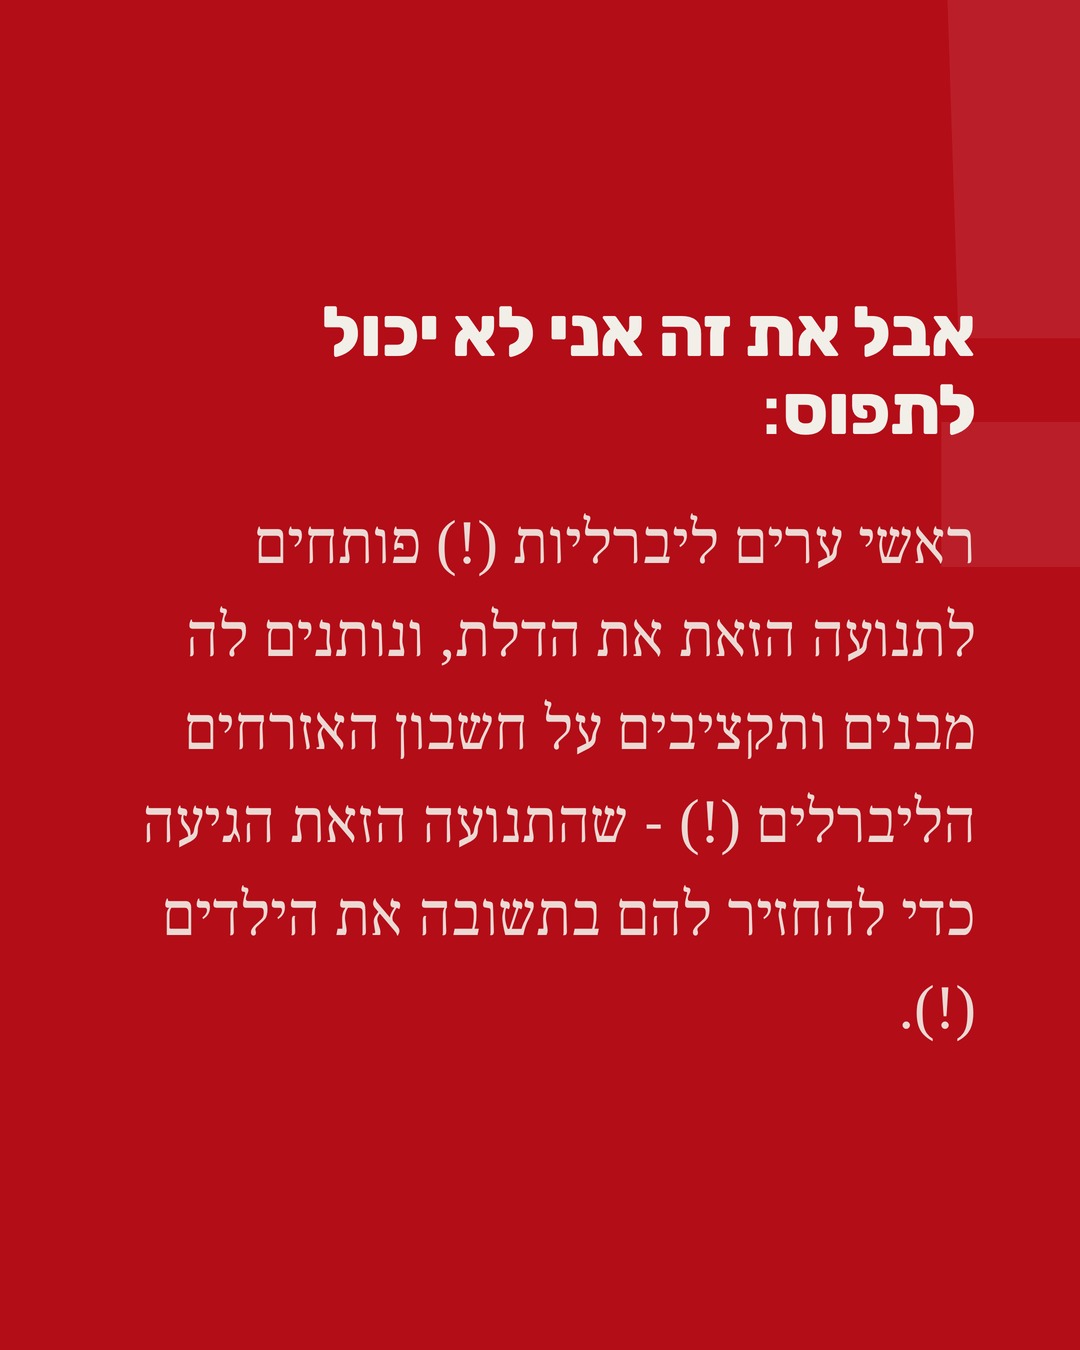 אבל את זה אני לא יכול
לתפוס:
ראשי ערים ליברליות (!) פותחים
לתנועה הזאת את הדלת, ונותנים לה
מבנים ותקציבים על חשבון האזרחים
הליברלים (!) - שהתנועה הזאת הגיעה
כדי להחזיר להם בתשובה את הילדים
(!).